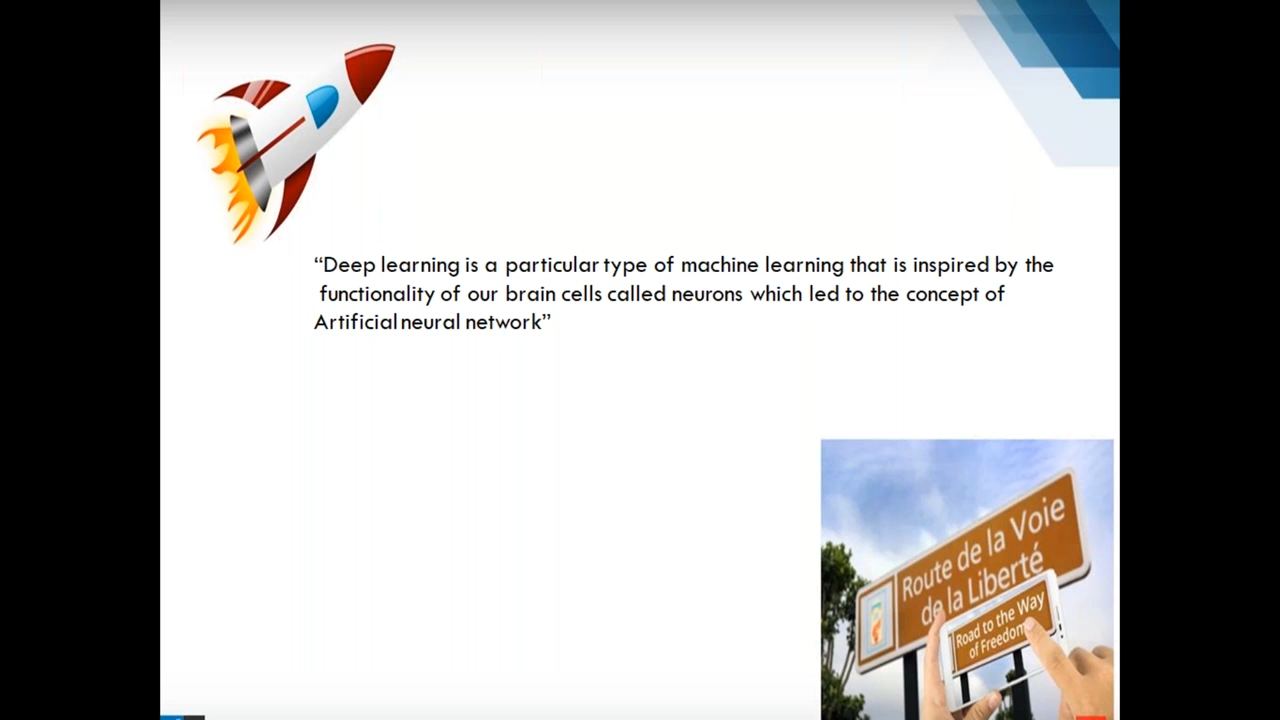 “Deep learning is a particular type of machine learning that is inspired by the
functionality of our brain cells called neurons which led to the concept of
Artificial neural network”
Route de la Voie
de la Liberté
Road to the Way
of Freedom